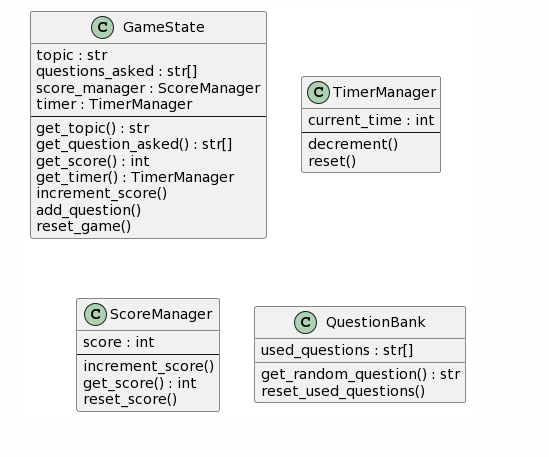 C GameState
topic : str
questions_asked : str[]
score_manager : ScoreManager
timer : TimerManager
get_topic() : str
get_question_asked() : str[]
get_score() : int
get_timer() : TimerManager
increment_score()
add_question()
reset_game()
C TimerManager
current_time : int
decrement()
reset()
C ScoreManager
score : int
increment_score()
get_score() : int
reset_score()
C QuestionBank
used_questions : str[]
get_random_question() : str
reset_used_questions()